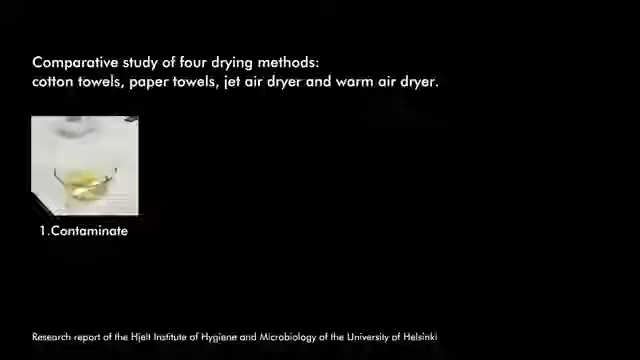 Comparative study of four drying methods:
cotton towels, paper towels, jet air dryer and warm air dryer.
1.Contaminate
Research report of the Hjelt Institute of Hygiene and Microbiology of the University of Helsinki